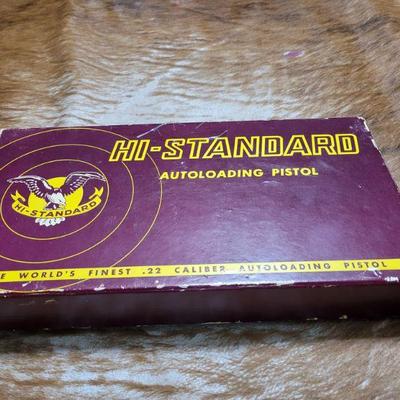 HI-STANDARD
AUTOLOADING PISTOL
HI-STANDARD
WORLD'S FINEST .22 CALIBER AUTOLOADING PISTOL